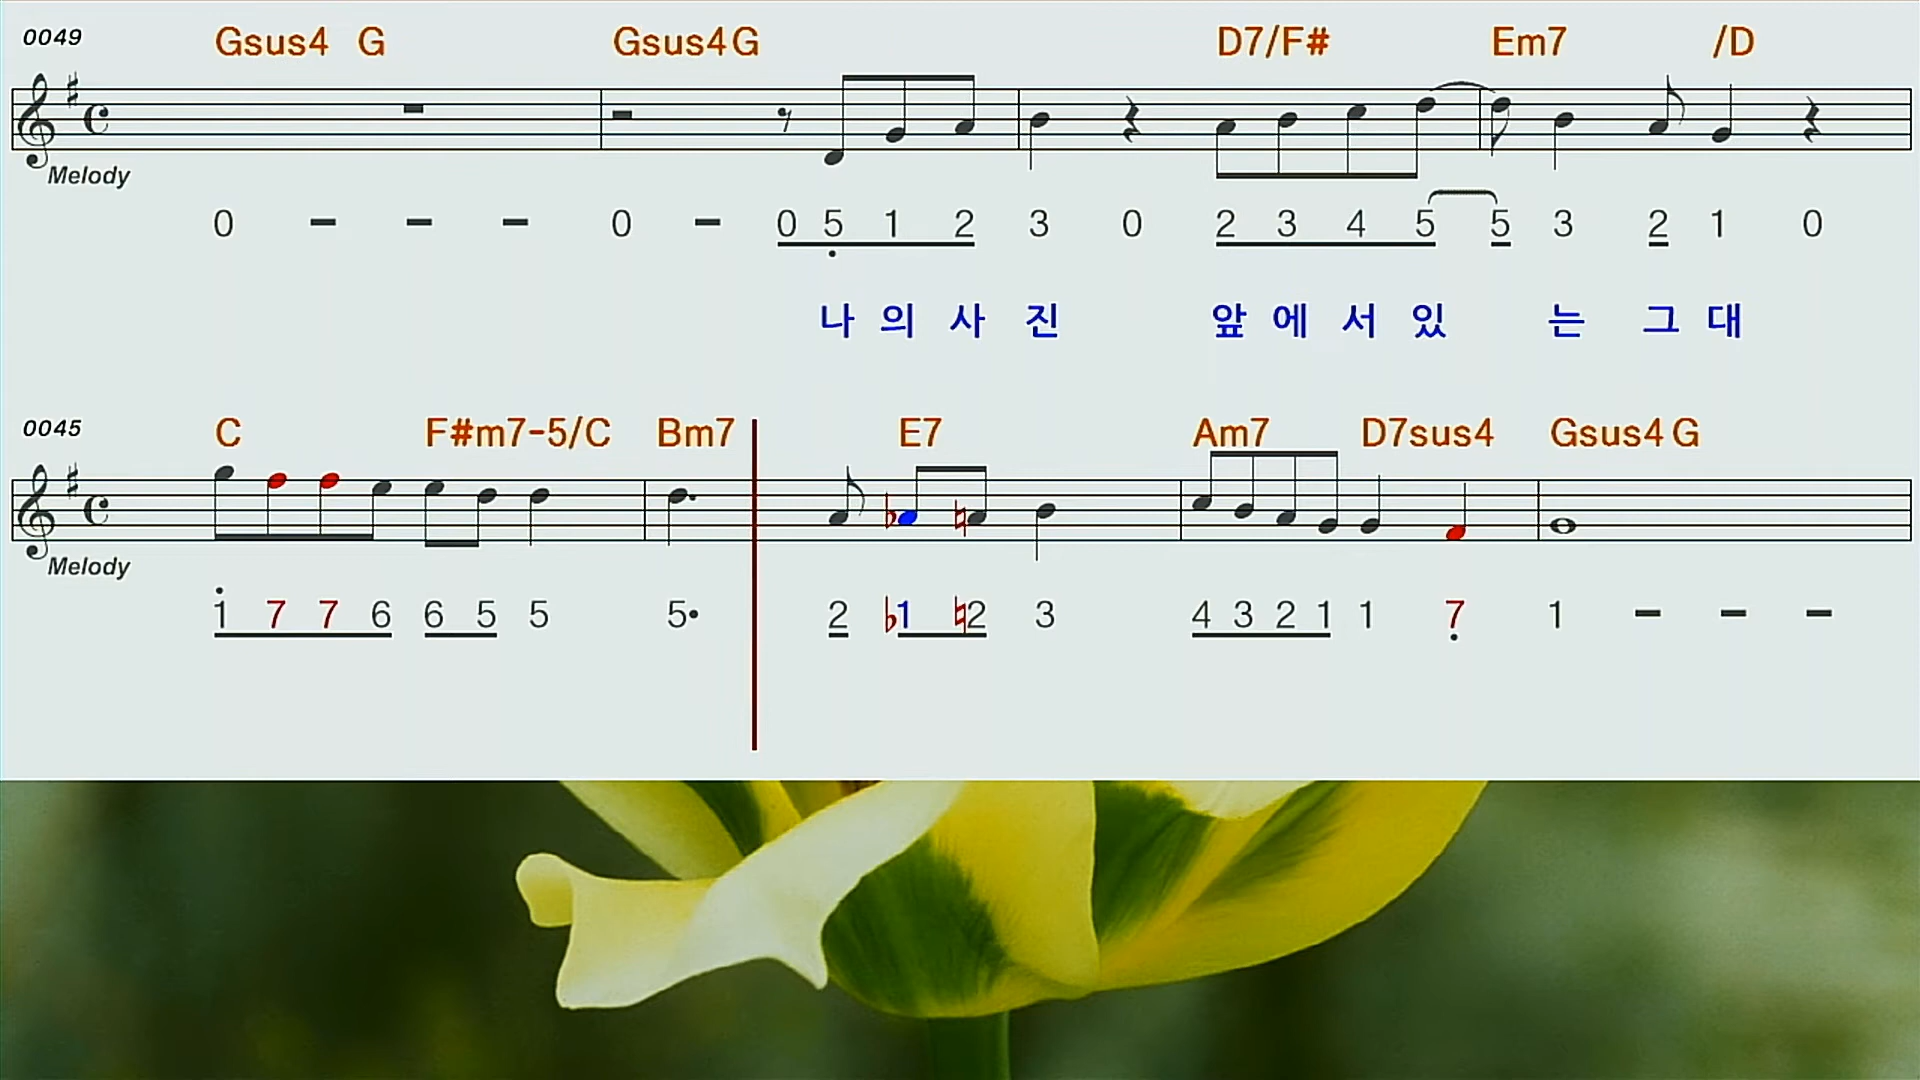 0049 Gsus4 G Gsus4 G D7/F# Em7 /D
Melody
0 - - - 0 - 0 5 1 2 3 0 2 3 4 5 5 3 2 1 0
나 의 사 진 앞 에 서 있 는 그 대
0045 C F#m7-5/C Bm7 E7 Am7 D7sus4 Gsus4 G
Melody
1 7 7 6 6 5 5 5• 2 ♭1 ♮2 3 4 3 2 1 1 7 1 - - -